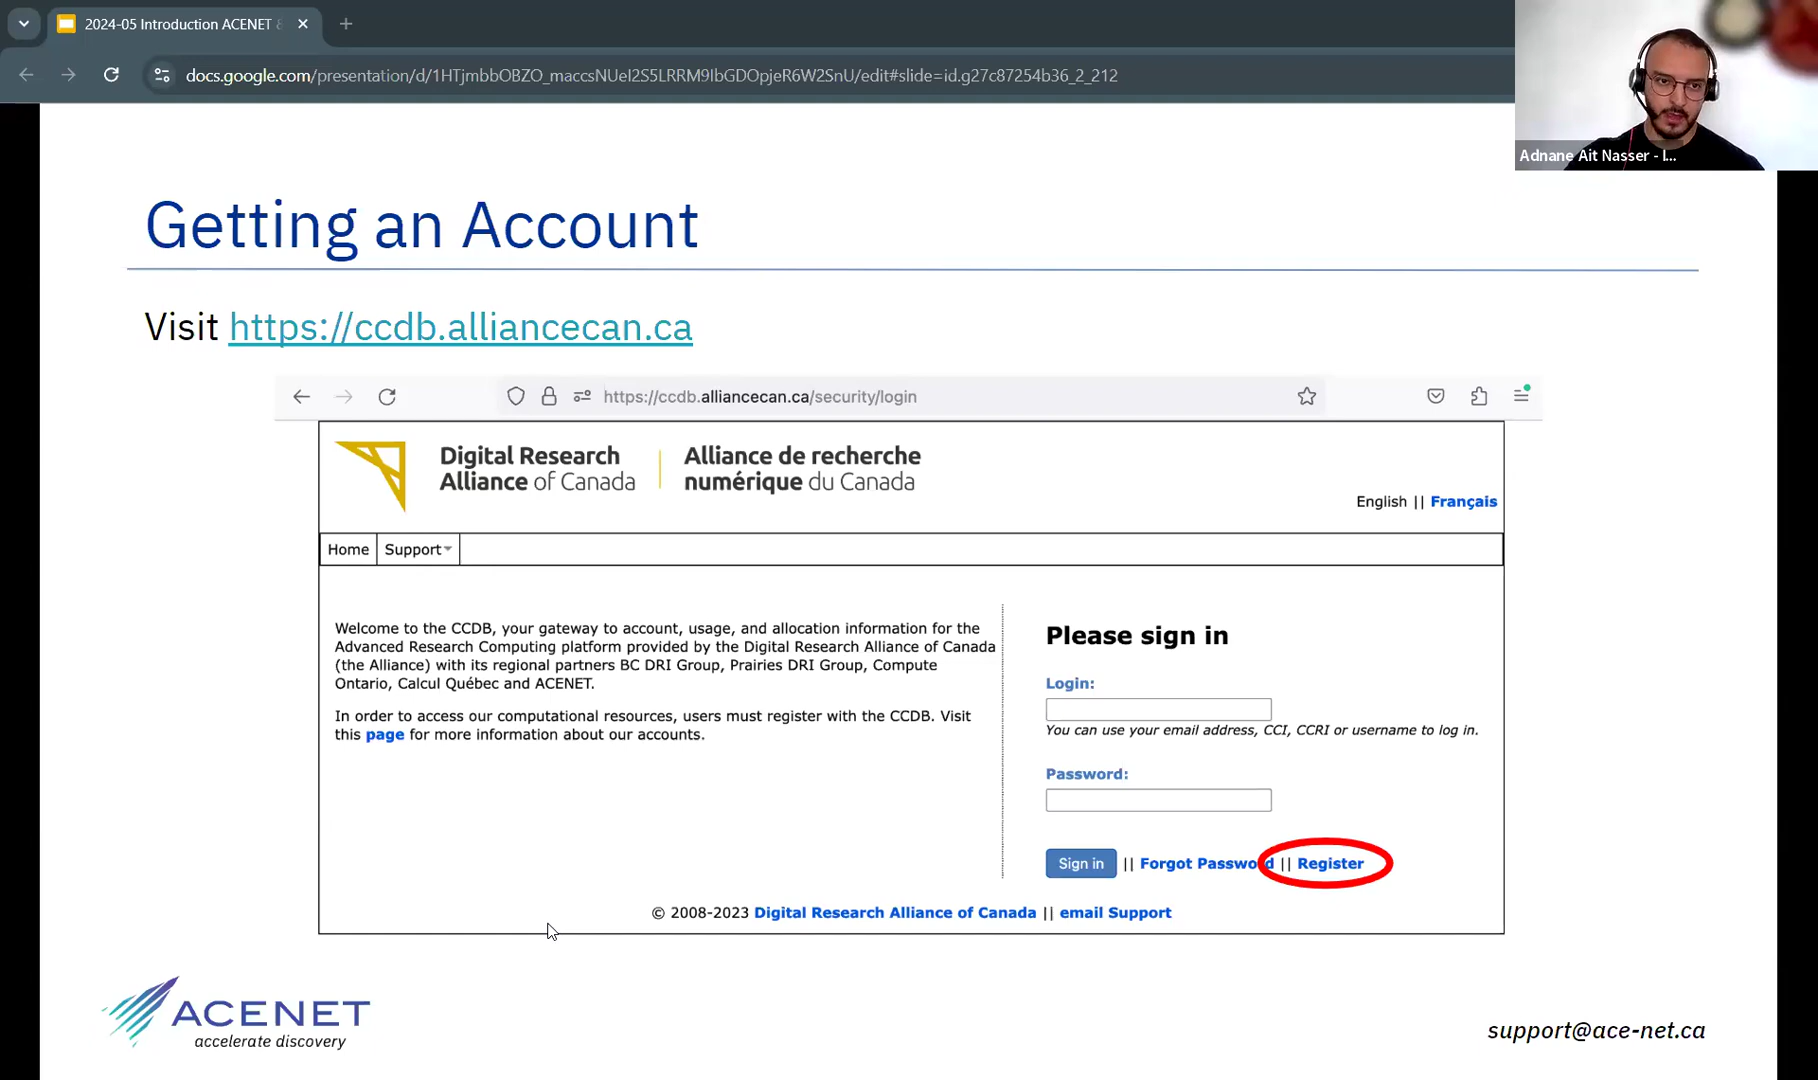 2024-05 Introduction ACENET &
docs.google.com/presentation/d/1HTjmbbOBZO_maccsNUeI2S5LRRM9IbGDOpjeR6W2SnU/edit#slide=id.g27c87254b36_2_212
Adnane Ait Nasser - I...
Getting an Account
Visit https://ccdb.alliancecan.ca
https://ccdb.alliancecan.ca/security/login
Digital Research
Alliance of Canada
Alliance de recherche
numérique du Canada
English || Français
Home Support
Welcome to the CCDB, your gateway to account, usage, and allocation information for the
Advanced Research Computing platform provided by the Digital Research Alliance of Canada
(the Alliance) with its regional partners BC DRI Group, Prairies DRI Group, Compute
Ontario, Calcul Québec and ACENET.
In order to access our computational resources, users must register with the CCDB. Visit
this page for more information about our accounts.
Please sign in
Login:
You can use your email address, CCI, CCRI or username to log in.
Password:
Sign in || Forgot Password || Register
© 2008-2023 Digital Research Alliance of Canada || email Support
ACENET
accelerate discovery
support@ace-net.ca